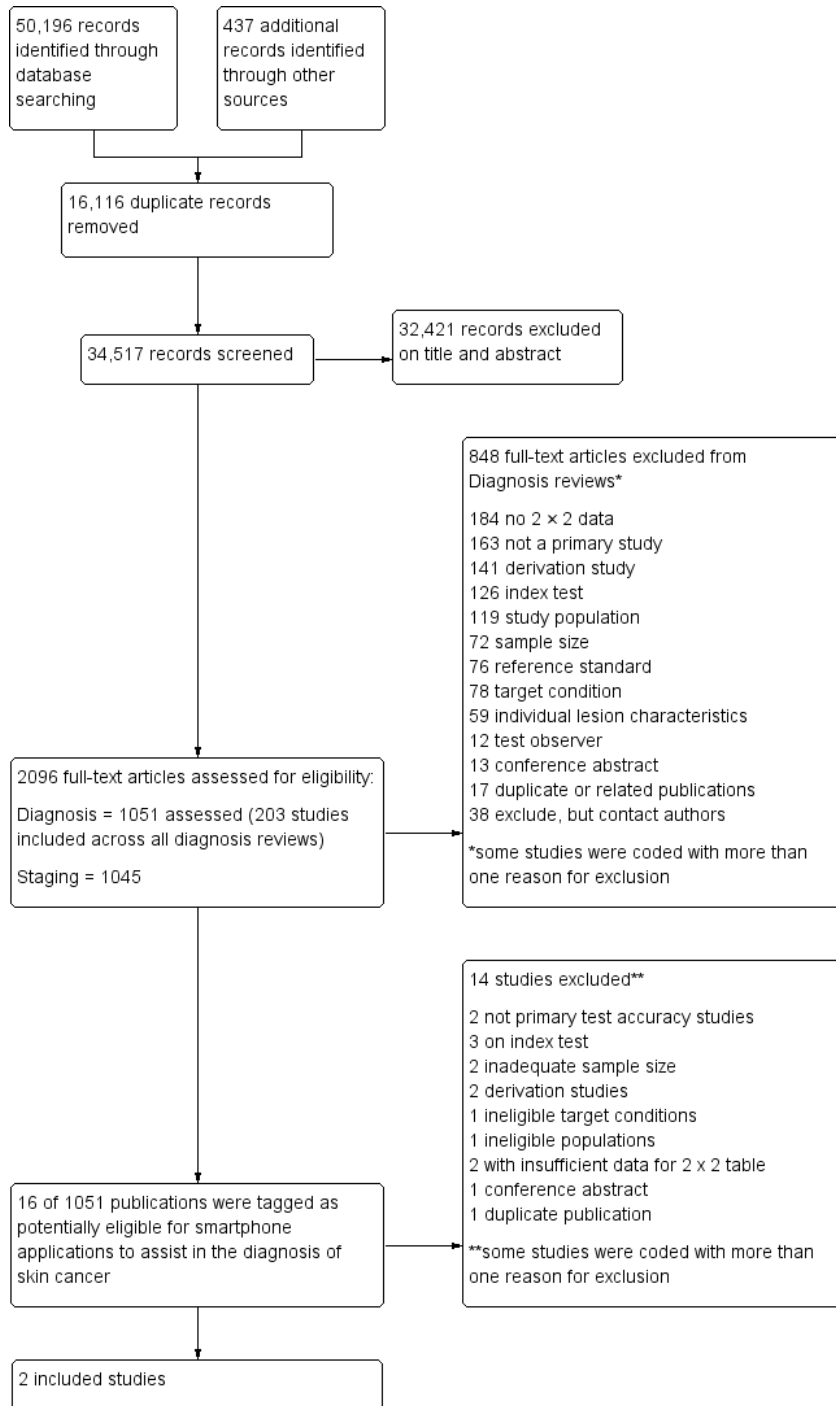 50,196 records
identified through
database
searching
437 additional
records identified
through other
sources
16,116 duplicate records
removed
34,517 records screened
32,421 records excluded
on title and abstract
848 full-text articles excluded from
Diagnosis reviews*
184 no 2 × 2 data
163 not a primary study
141 derivation study
126 index test
119 study population
72 sample size
76 reference standard
78 target condition
59 individual lesion characteristics
12 test observer
13 conference abstract
17 duplicate or related publications
38 exclude, but contact authors
*some studies were coded with more than
one reason for exclusion
2096 full-text articles assessed for eligibility:
Diagnosis = 1051 assessed (203 studies
included across all diagnosis reviews)
Staging = 1045
14 studies excluded**
2 not primary test accuracy studies
3 on index test
2 inadequate sample size
2 derivation studies
1 ineligible target conditions
1 ineligible populations
2 with insufficient data for 2 x 2 table
1 conference abstract
1 duplicate publication
**some studies were coded with more than
one reason for exclusion
16 of 1051 publications were tagged as
potentially eligible for smartphone
applications to assist in the diagnosis of
skin cancer
2 included studies